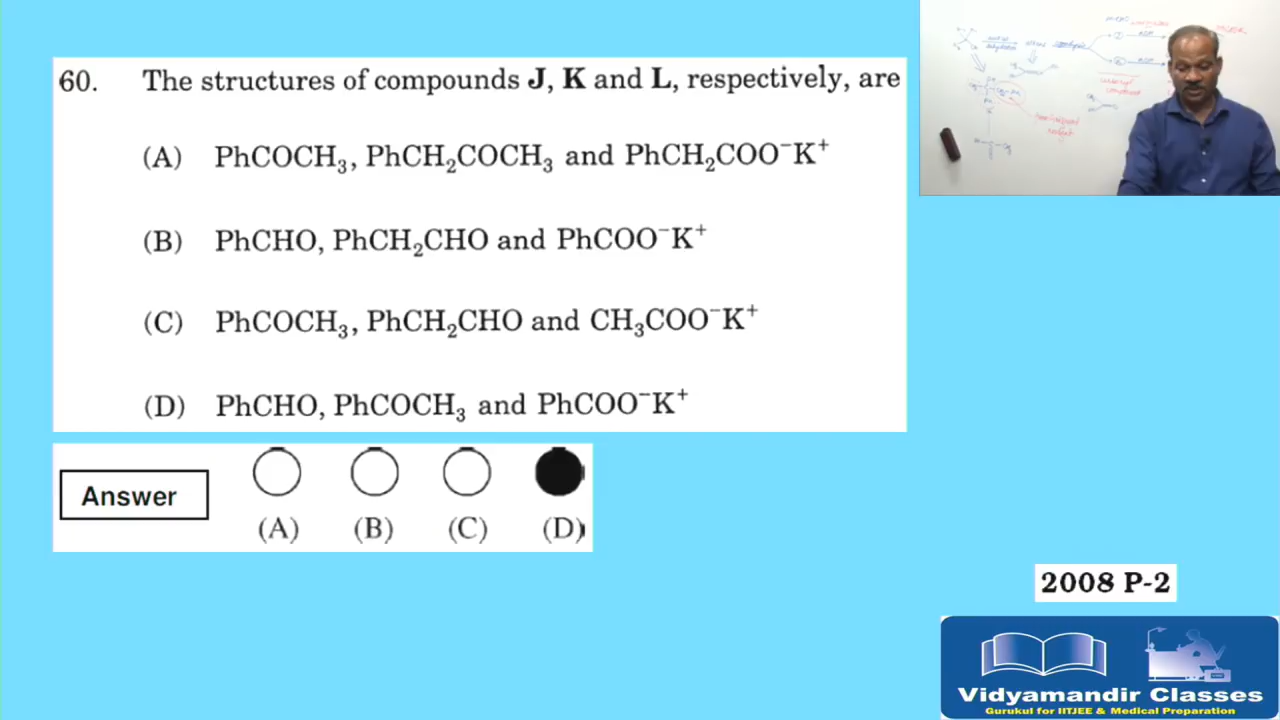 60. The structures of compounds J, K and L, respectively, are
(A) PhCOCH₃, PhCH₂COCH₃ and PhCH₂COO⁻K⁺
(B) PhCHO, PhCH₂CHO and PhCOO⁻K⁺
(C) PhCOCH₃, PhCH₂CHO and CH₃COO⁻K⁺
(D) PhCHO, PhCOCH₃ and PhCOO⁻K⁺
Answer
(A) (B) (C) (D)
2008 P-2
Vidyamandir Classes
Gurukul for IITJEE & Medical Preparation